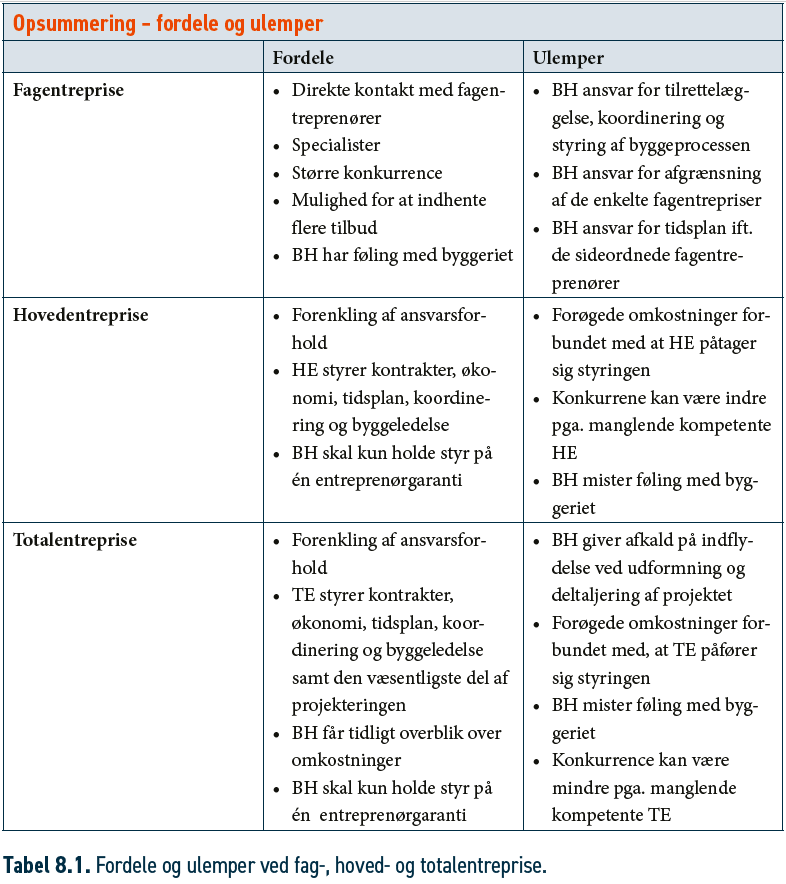 Opsummering – fordele og ulemper
Fordele
Ulemper
Fagentreprise
• Direkte kontakt med fagen-
treprenører
• Specialister
• Større konkurrence
• Mulighed for at indhente
flere tilbud
• BH har føling med byggeriet
• BH ansvar for tilrettelæg-
gelse, koordinering og
styring af byggeprocessen
• BH ansvar for afgrænsning
af de enkelte fagentrepriser
• BH ansvar for tidsplan ift.
de sideordnede fagentre-
prenører
Hovedentreprise
• Forenkling af ansvarsfor-
hold
• HE styrer kontrakter, øko-
nomi, tidsplan, koordine-
ring og byggeledelse
• BH skal kun holde styr på
én entreprenørgaranti
• Forøgede omkostninger for-
bundet med at HE påtager
sig styringen
• Konkurrene kan være indre
pga. manglende kompetente
HE
• BH mister føling med byg-
geriet
Totalentreprise
• Forenkling af ansvarsfor-
hold
• TE styrer kontrakter,
økonomi, tidsplan, koor-
dinering og byggeledelse
samt den væsentligste del af
projekteringen
• BH får tidligt overblik over
omkostninger
• BH skal kun holde styr på
én entreprenørgaranti
• BH giver afkald på indfly-
delse ved udformning og
deltaljering af projektet
• Forøgede omkostninger for-
bundet med, at TE påfører
sig styringen
• BH mister føling med byg-
geriet
• Konkurrence kan være
mindre pga. manglende
kompetente TE
Tabel 8.1. Fordele og ulemper ved fag-, hoved- og totalentreprise.